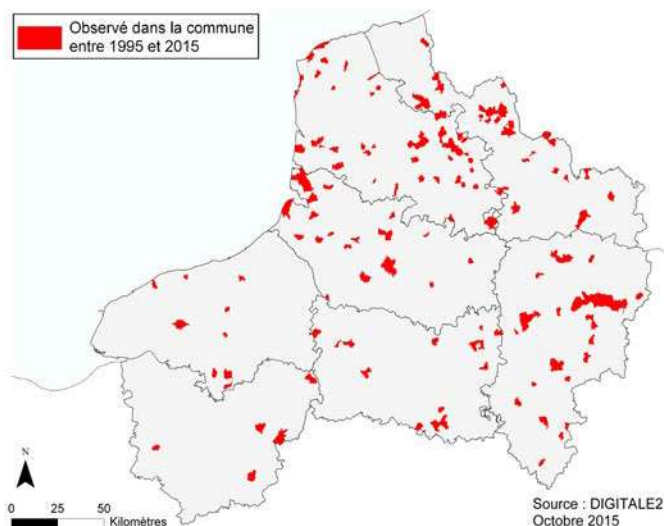 Observé dans la commune
entre 1995 et 2015
N
0 25 50
Kilomètres
Source : DIGITALE2
Octobre 2015